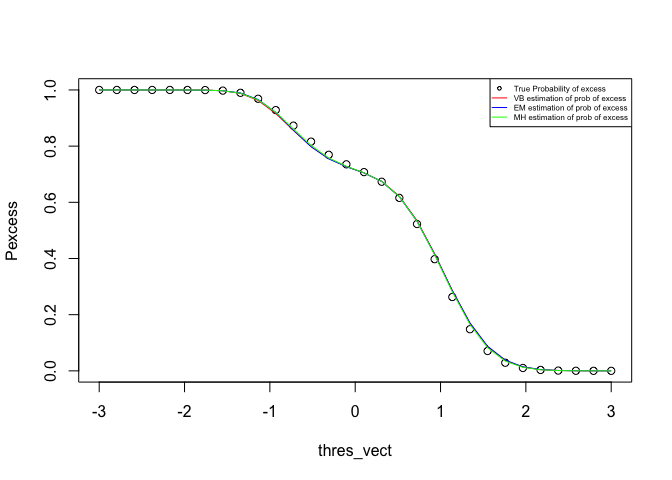 True Probability of excess
VB estimation of prob of excess
EM estimation of prob of excess
MH estimation of prob of excess
Pexcess
1.0
0.8
0.6
0.4
0.2
0.0
-3 -2 -1 0 1 2 3
thres_vect